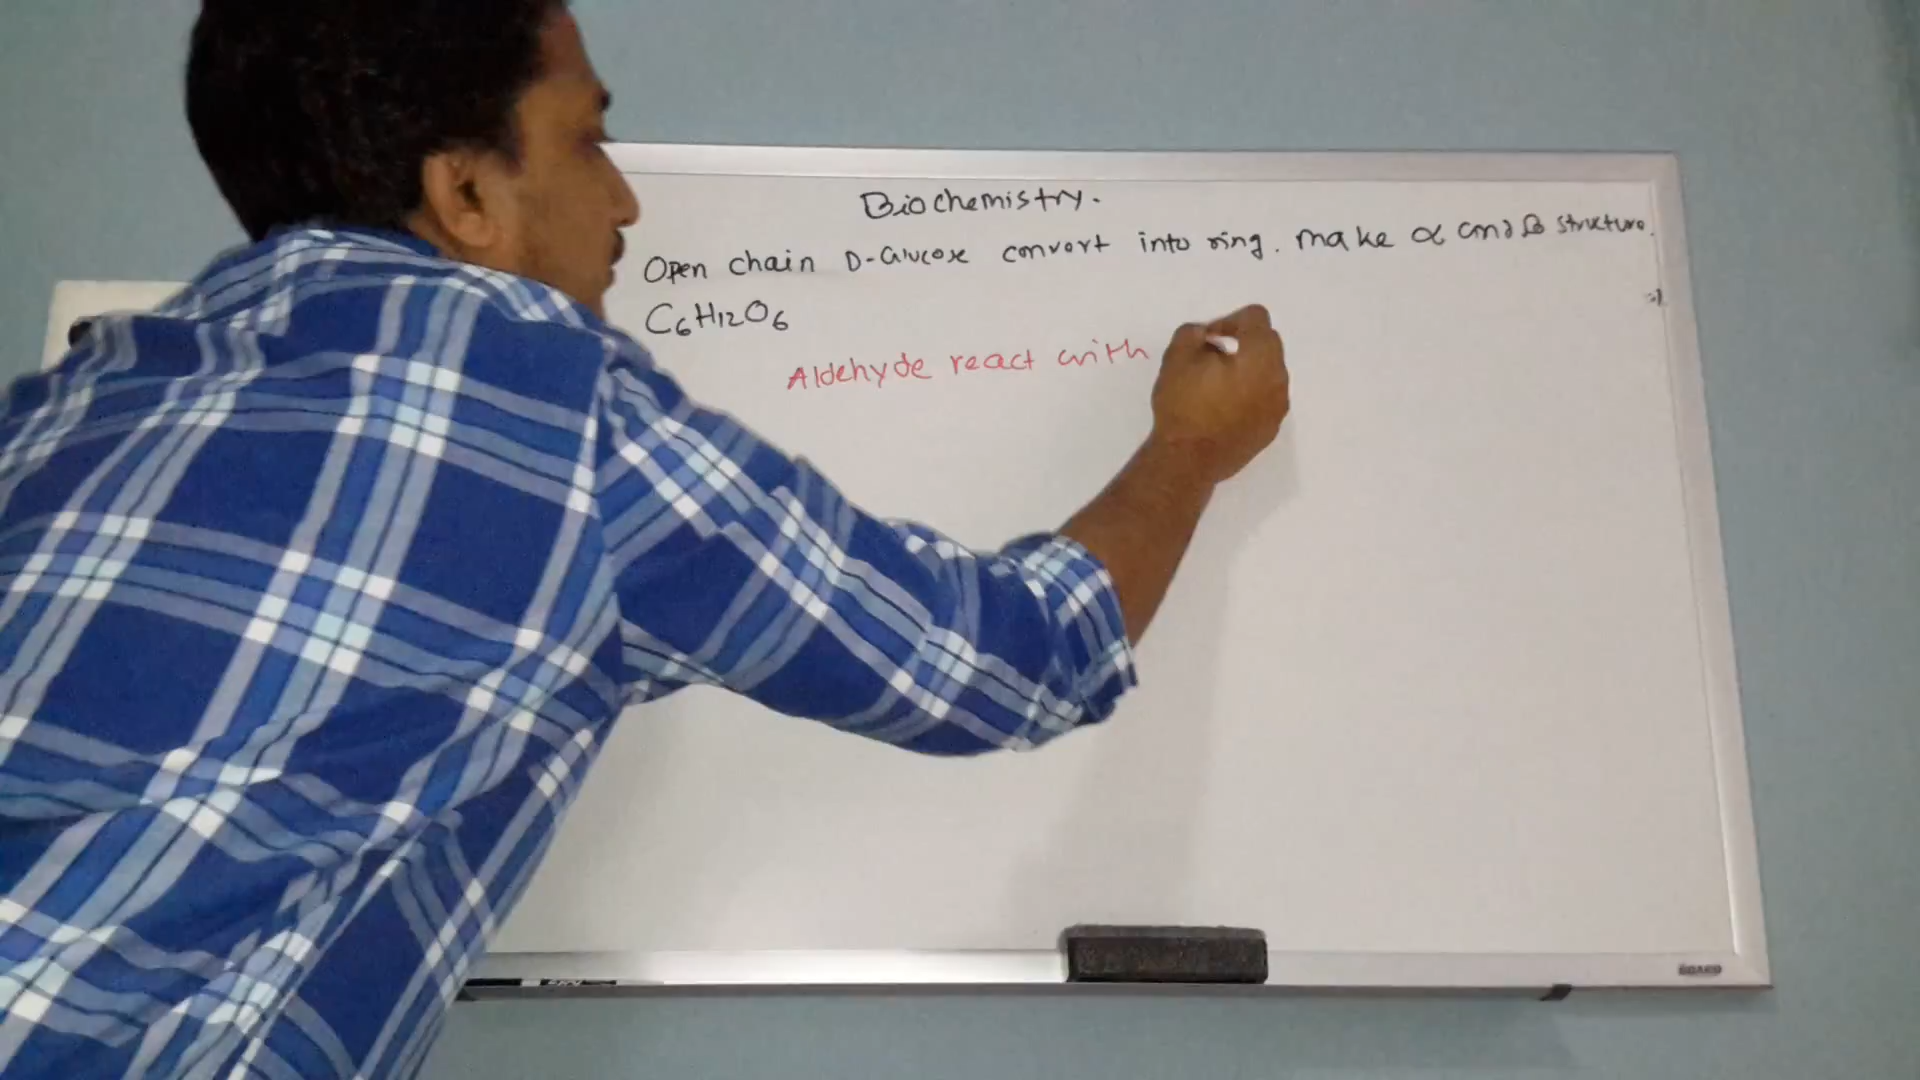 Biochemistry.
Open chain D-Glucose convert into ring. make α and β structure.
C₆H₁₂O₆
Aldehyde react with